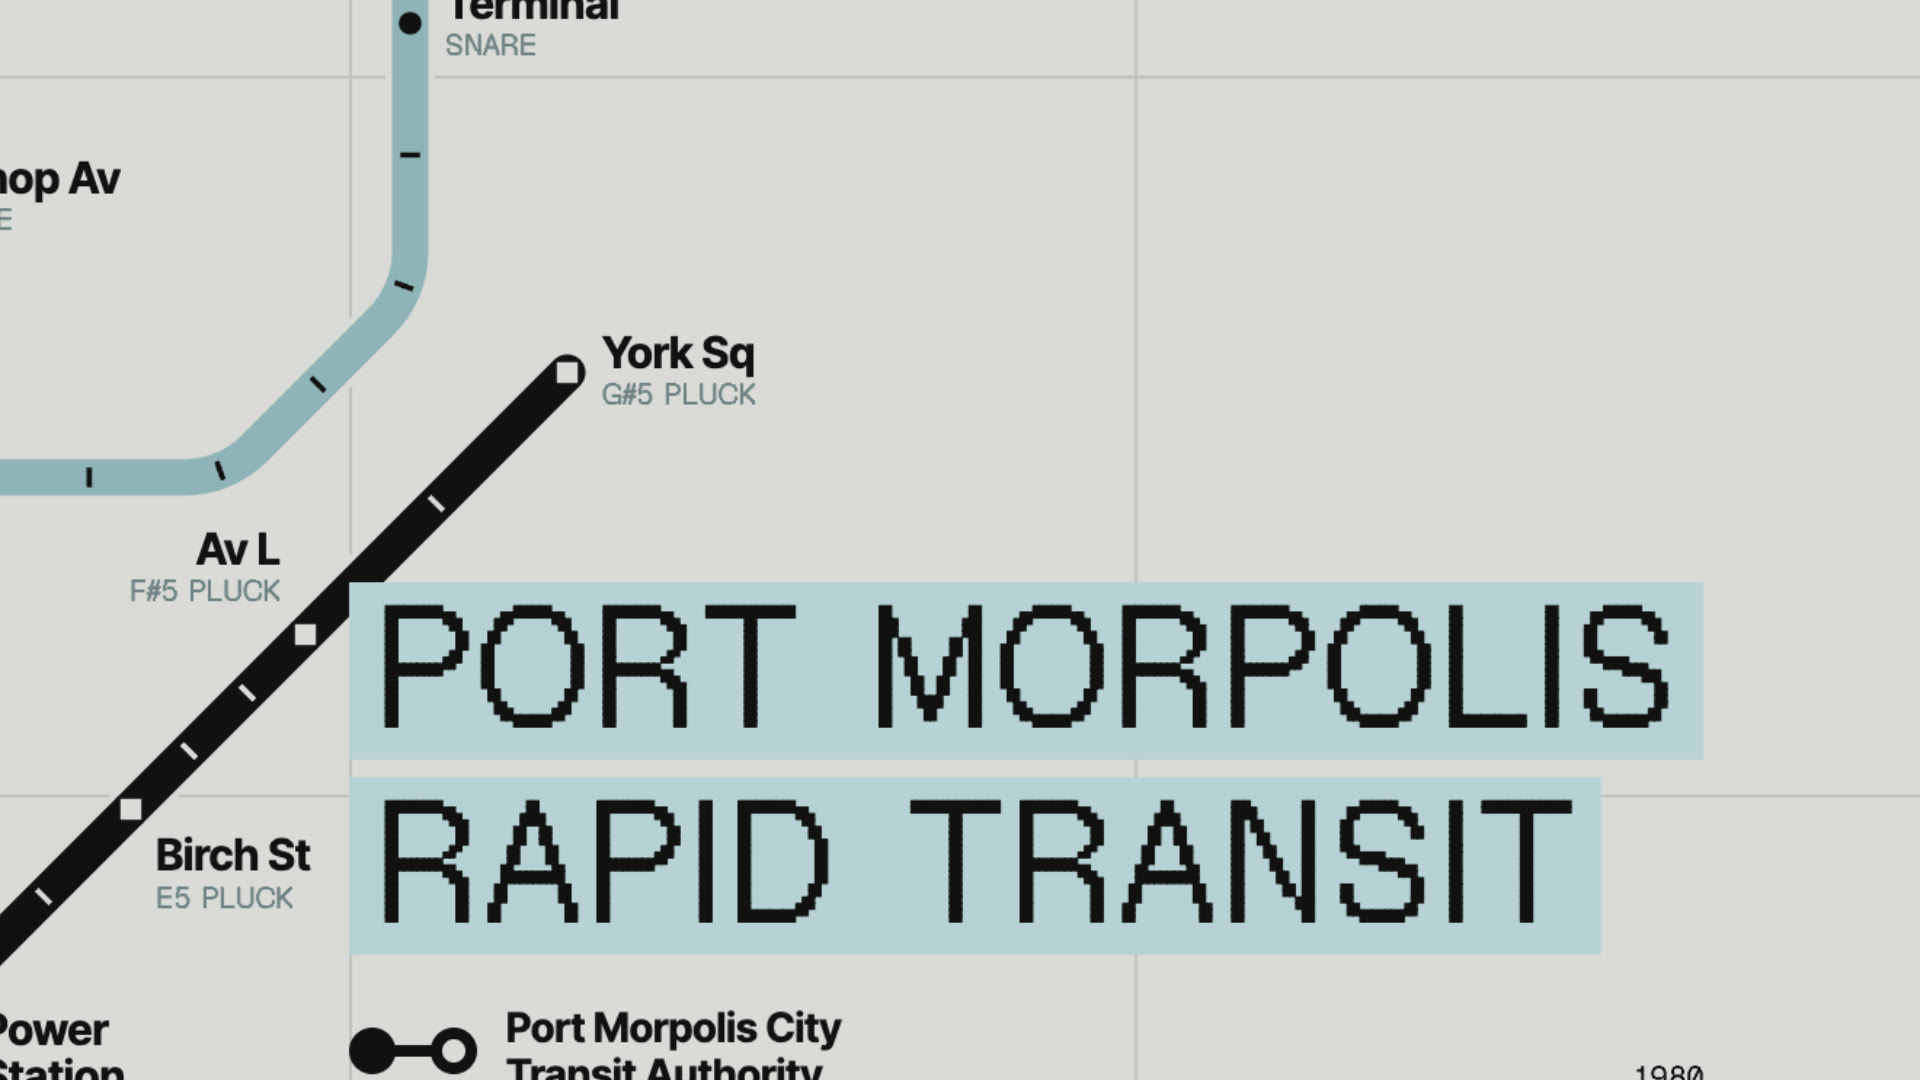 Terminal
SNARE
hop Av
E
York Sq
G#5 PLUCK
Av L
F#5 PLUCK
PORT MORPOLIS
RAPID TRANSIT
Birch St
E5 PLUCK
Power
Station
Port Morpolis City
Transit Authority
1980